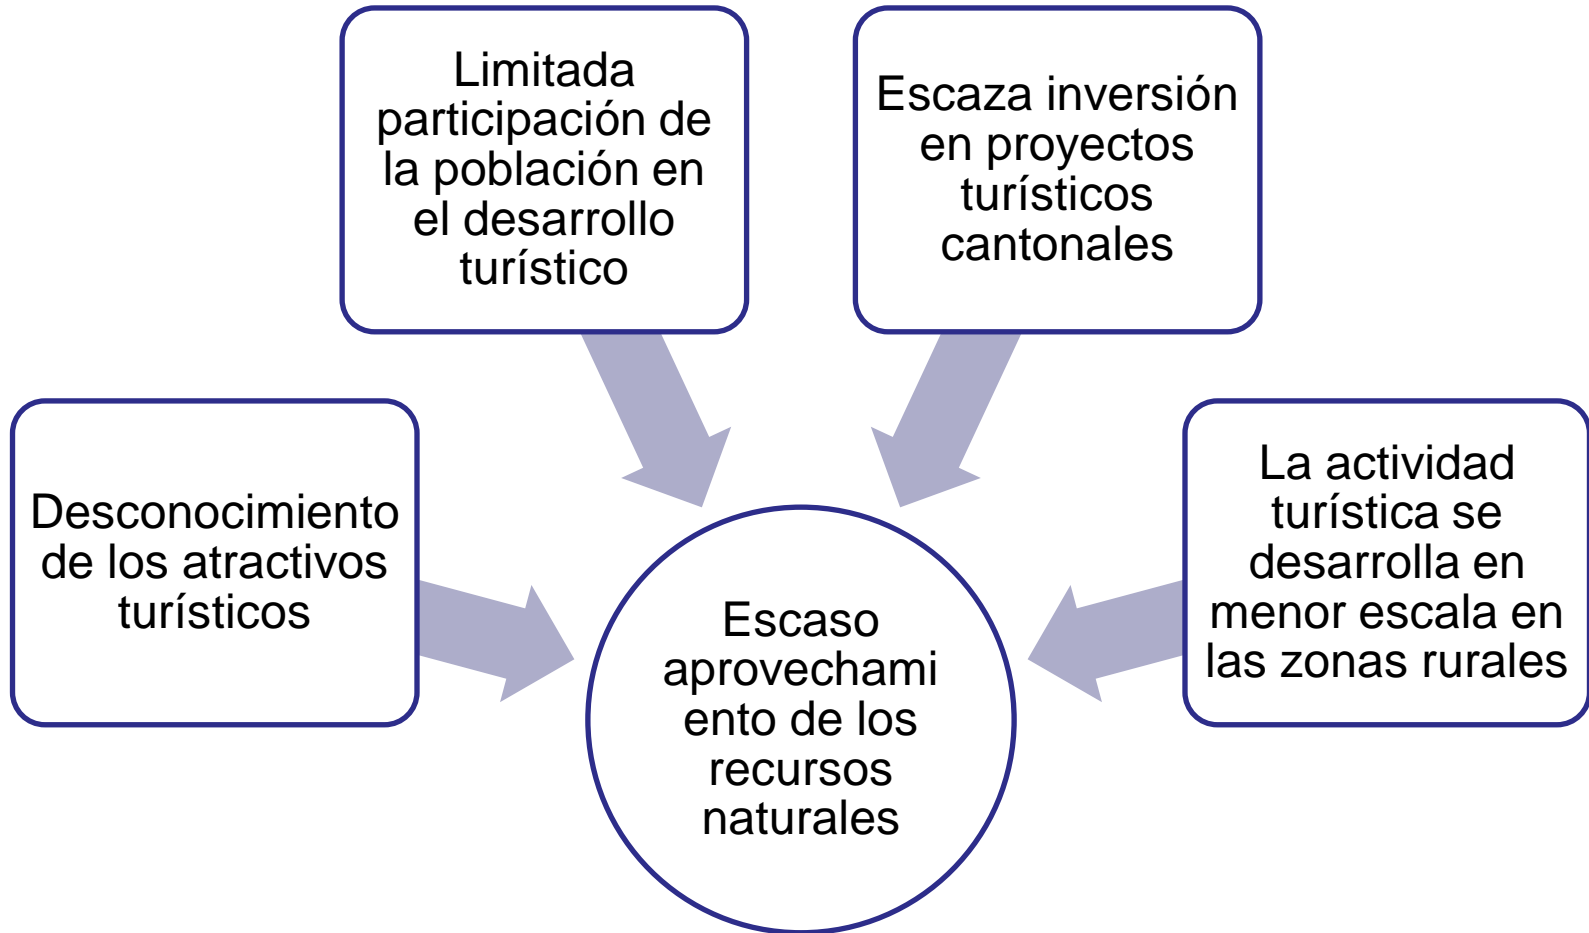 Limitada
participación de
la población en
el desarrollo
turístico
Escaza inversión
en proyectos
turísticos
cantonales
Desconocimiento
de los atractivos
turísticos
La actividad
turística se
desarrolla en
menor escala en
las zonas rurales
Escaso
aprovechami
ento de los
recursos
naturales